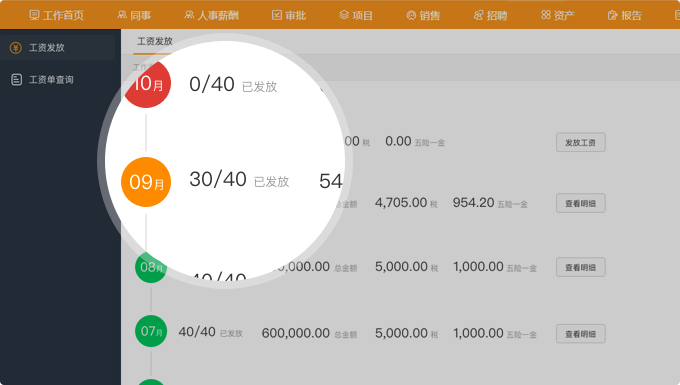 工作首页 同事 人事薪酬 审批 项目 销售 招聘 资产 报告
工资发放 工资发放
工资单查询
10月 0/40 已发放
00 税 0.00 五险一金 发放工资
09月 30/40 已发放 54
总金额 4,705.00 税 954.20 五险一金 查看明细
08月 40/40 000.00 总金额 5,000.00 税 1,000.00 五险一金 查看明细
07月 40/40 已发放 600,000.00 总金额 5,000.00 税 1,000.00 五险一金 查看明细